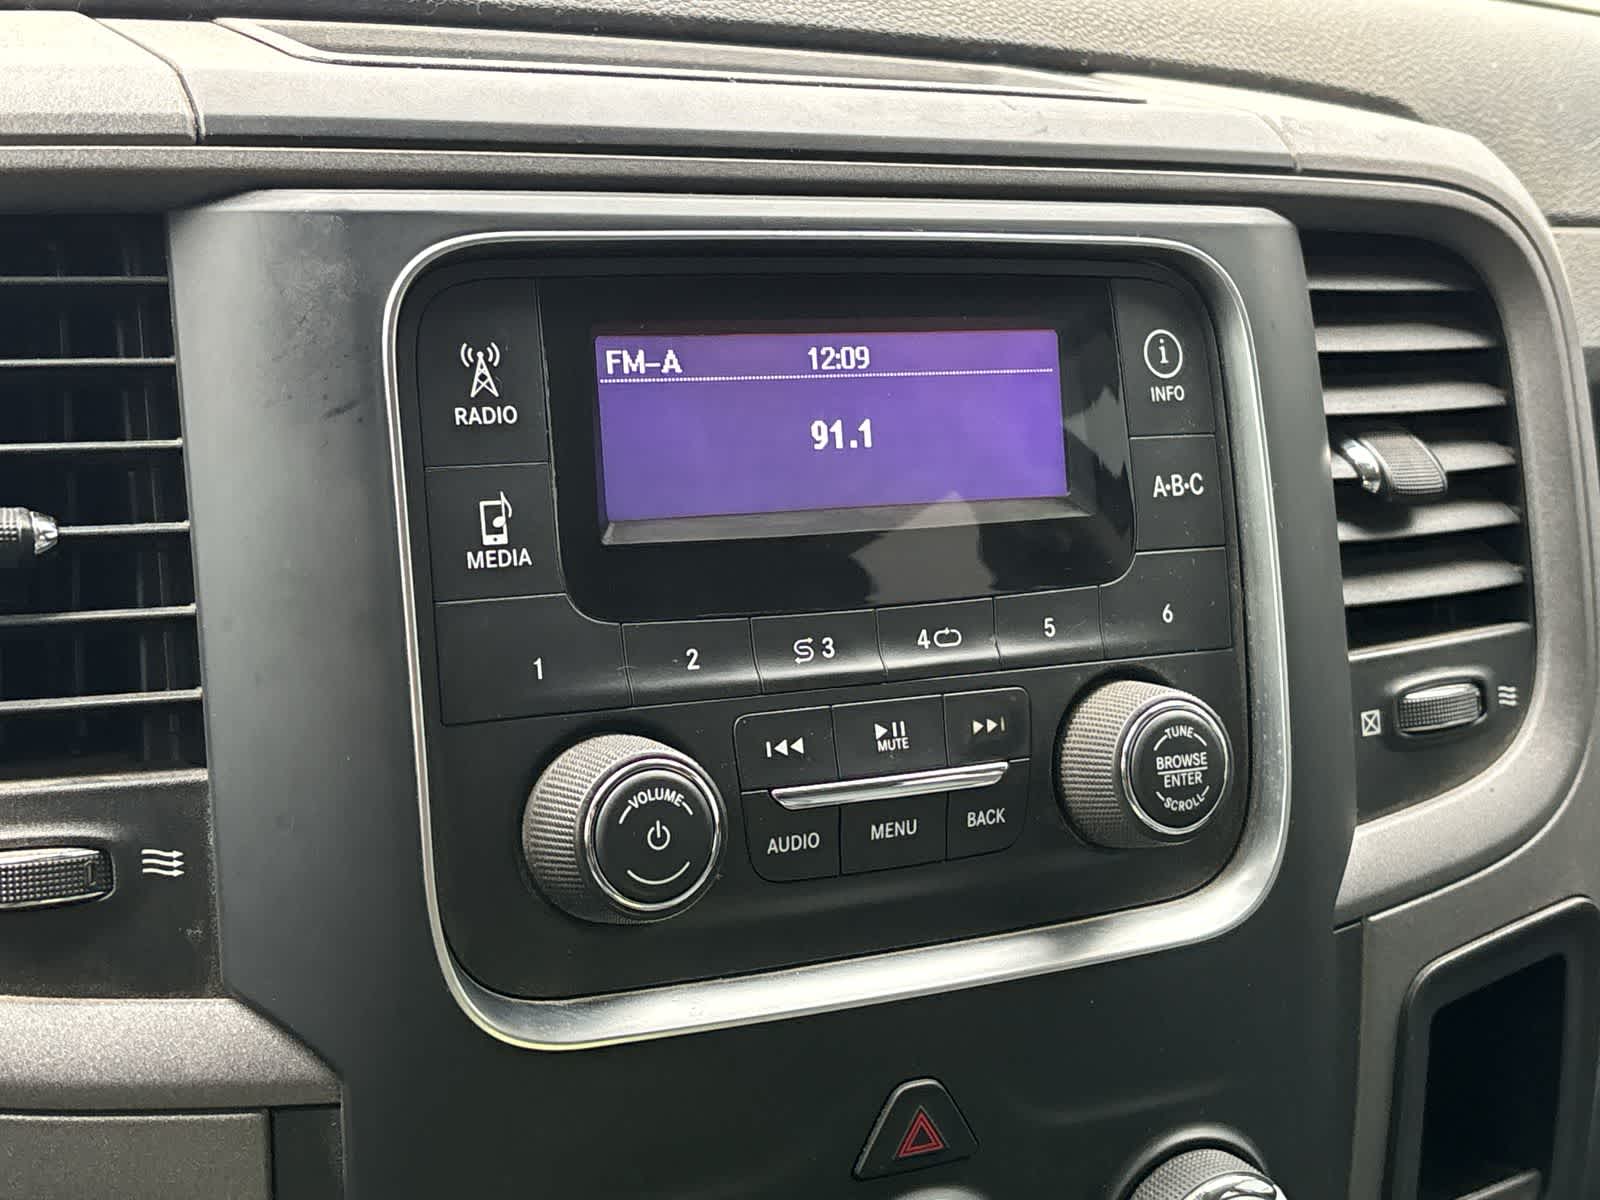 FM-A 12:09
91.1
RADIO
MEDIA
INFO
A·B·C
1 2 3 4 5 6
MUTE
AUDIO MENU BACK
VOLUME
TUNE
BROWSE
ENTER
SCROLL